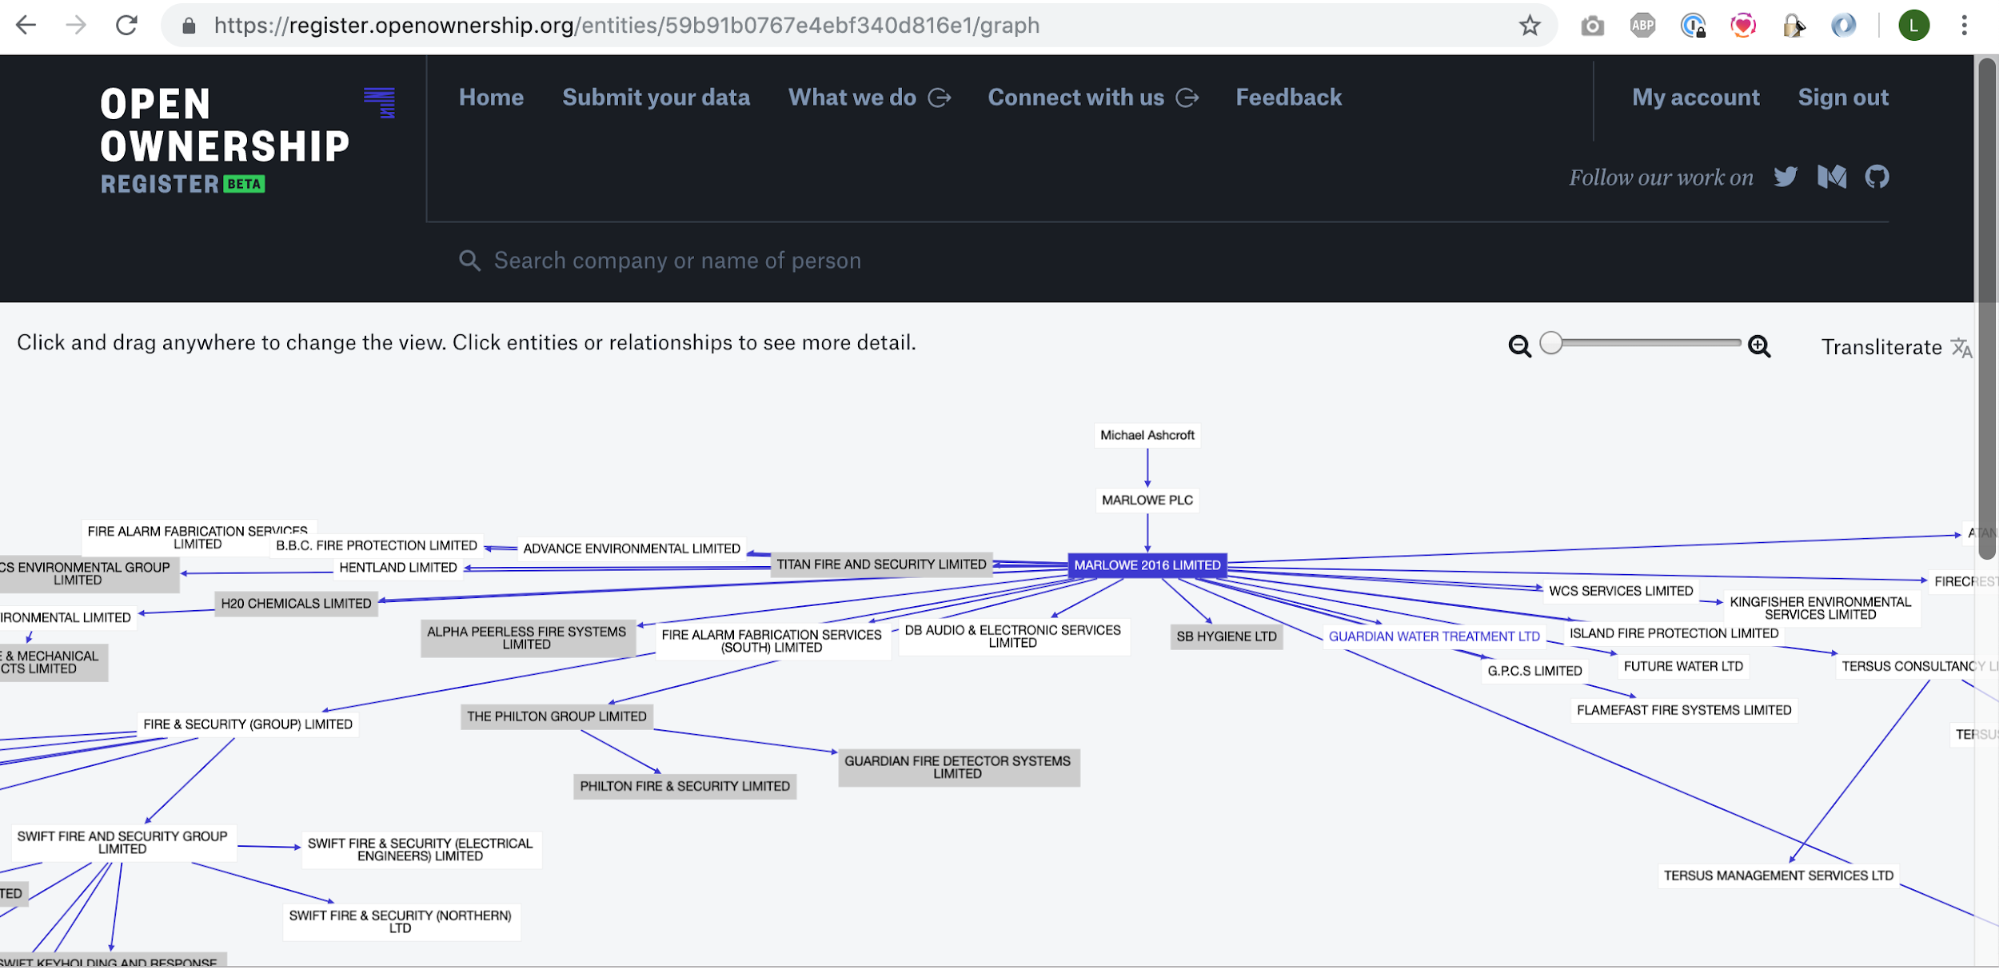 https://register.openownership.org/entities/59b91b0767e4ebf340d816e1/graph
ABP
L
OPEN
OWNERSHIP
REGISTER BETA
Home
Submit your data
What we do
Connect with us
Feedback
My account
Sign out
Follow our work on
Search company or name of person
Click and drag anywhere to change the view. Click entities or relationships to see more detail.
Transliterate
Michael Ashcroft
MARLOWE PLC
FIRE ALARM FABRICATION SERVICES
LIMITED
B.B.C. FIRE PROTECTION LIMITED
ADVANCE ENVIRONMENTAL LIMITED
TITAN FIRE AND SECURITY LIMITED
MARLOWE 2016 LIMITED
CS ENVIRONMENTAL GROUP
LIMITED
HENTLAND LIMITED
FIRECREST
WCS SERVICES LIMITED
KINGFISHER ENVIRONMENTAL
SERVICES LIMITED
IRONMENTAL LIMITED
H20 CHEMICALS LIMITED
ALPHA PEERLESS FIRE SYSTEMS
LIMITED
FIRE ALARM FABRICATION SERVICES
(SOUTH) LIMITED
DB AUDIO & ELECTRONIC SERVICES
LIMITED
SB HYGIENE LTD
GUARDIAN WATER TREATMENT LTD
ISLAND FIRE PROTECTION LIMITED
E & MECHANICAL
CTS LIMITED
G.P.C.S LIMITED
FUTURE WATER LTD
TERSUS CONSULTANCY L
FIRE & SECURITY (GROUP) LIMITED
THE PHILTON GROUP LIMITED
FLAMEFAST FIRE SYSTEMS LIMITED
TERSUS
GUARDIAN FIRE DETECTOR SYSTEMS
LIMITED
PHILTON FIRE & SECURITY LIMITED
SWIFT FIRE AND SECURITY GROUP
LIMITED
SWIFT FIRE & SECURITY (ELECTRICAL
ENGINEERS) LIMITED
TERSUS MANAGEMENT SERVICES LTD
TED
SWIFT FIRE & SECURITY (NORTHERN)
LTD
SWIFT KEYHOLDING AND RESPONSE